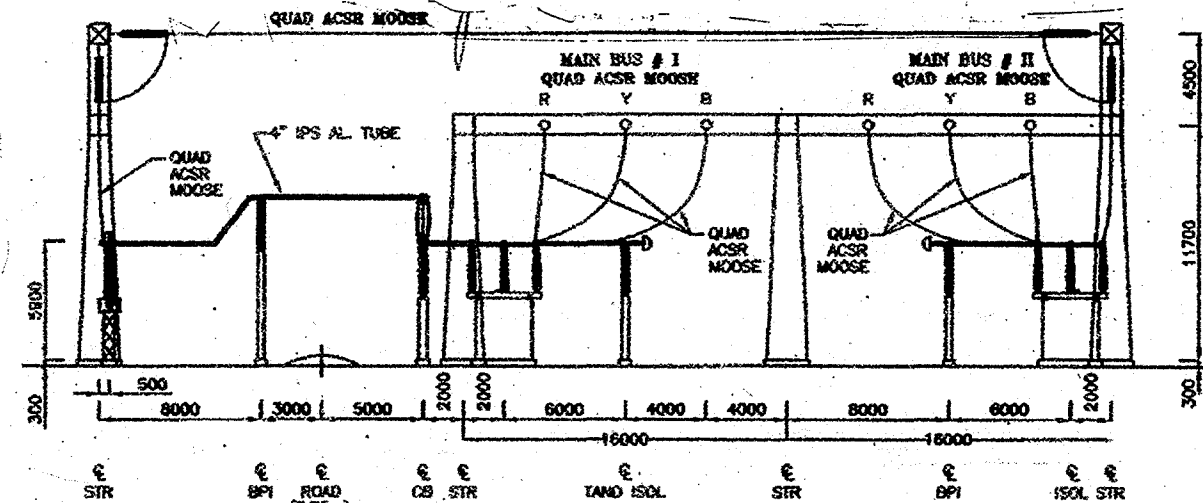 QUAD ACSR MOOSE
MAIN BUS # I
QUAD ACSR MOOSE
R Y B
MAIN BUS # II
QUAD ACSR MOOSE
R Y B
4" IPS AL. TUBE
QUAD
ACSR
MOOSE
QUAD
ACSR
MOOSE
QUAD
ACSR
MOOSE
4500
11700
300
5900
300
500
8000 3000 5000 2000 2000 6000 4000 4000 8000 6000 2000
16000 16000
℄ ℄ ℄ ℄ ℄ ℄ ℄ ℄ ℄
STR BPI ROAD CB STR TAND ISOL STR BPI ISOL STR